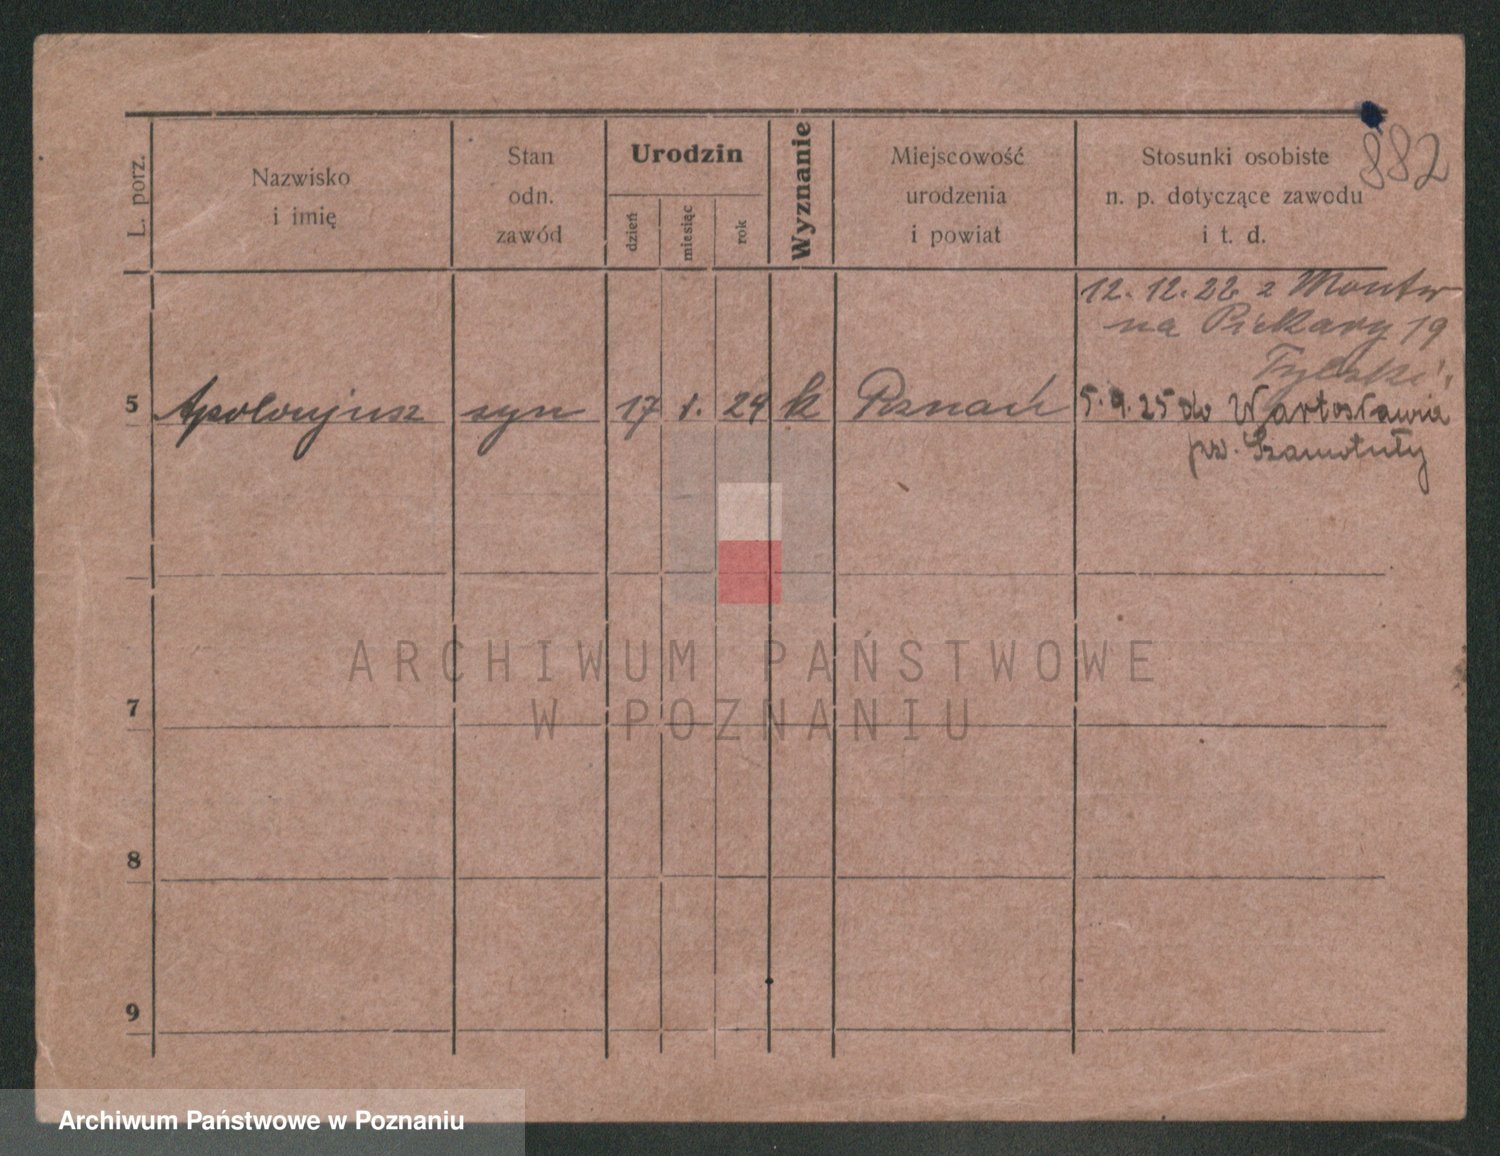 L. porz.
Nazwisko
i imię
Stan
odn.
zawód
Urodzin
dzień
miesiąc
rok
Wyznanie
Miejscowość
urodzenia
i powiat
Stosunki osobiste
n. p. dotyczące zawodu
i t. d.
882
12. 12. 22 z Montw
na Piekary 19
5 Apolonjusz syn 17 1. 24 k Poznań 5. 9. 25 do Wartosławia
pw. Szamotuły
7
8
9
ARCHIWUM PAŃSTWOWE
W POZNANIU
Archiwum Państwowe w Poznaniu